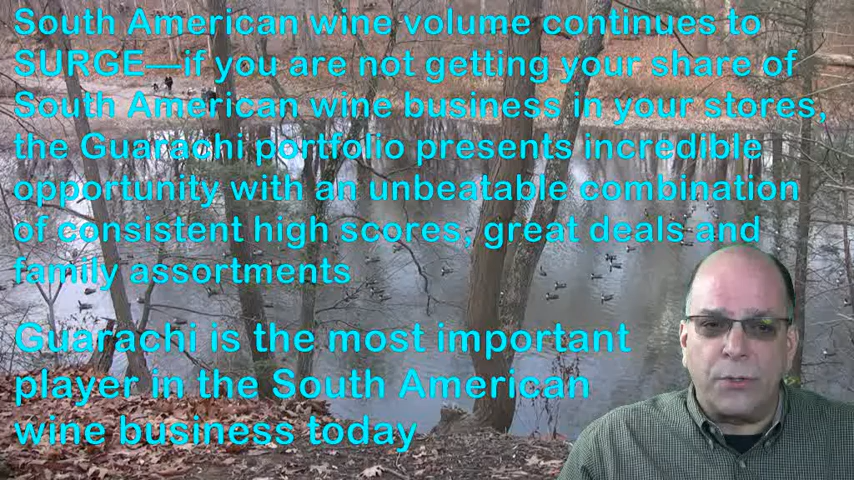 South American wine volume continues to
SURGE—if you are not getting your share of
South American wine business in your stores,
the Guarachi portfolio presents incredible
opportunity with an unbeatable combination
of consistent high scores, great deals and
family assortments
Guarachi is the most important
player in the South American
wine business today